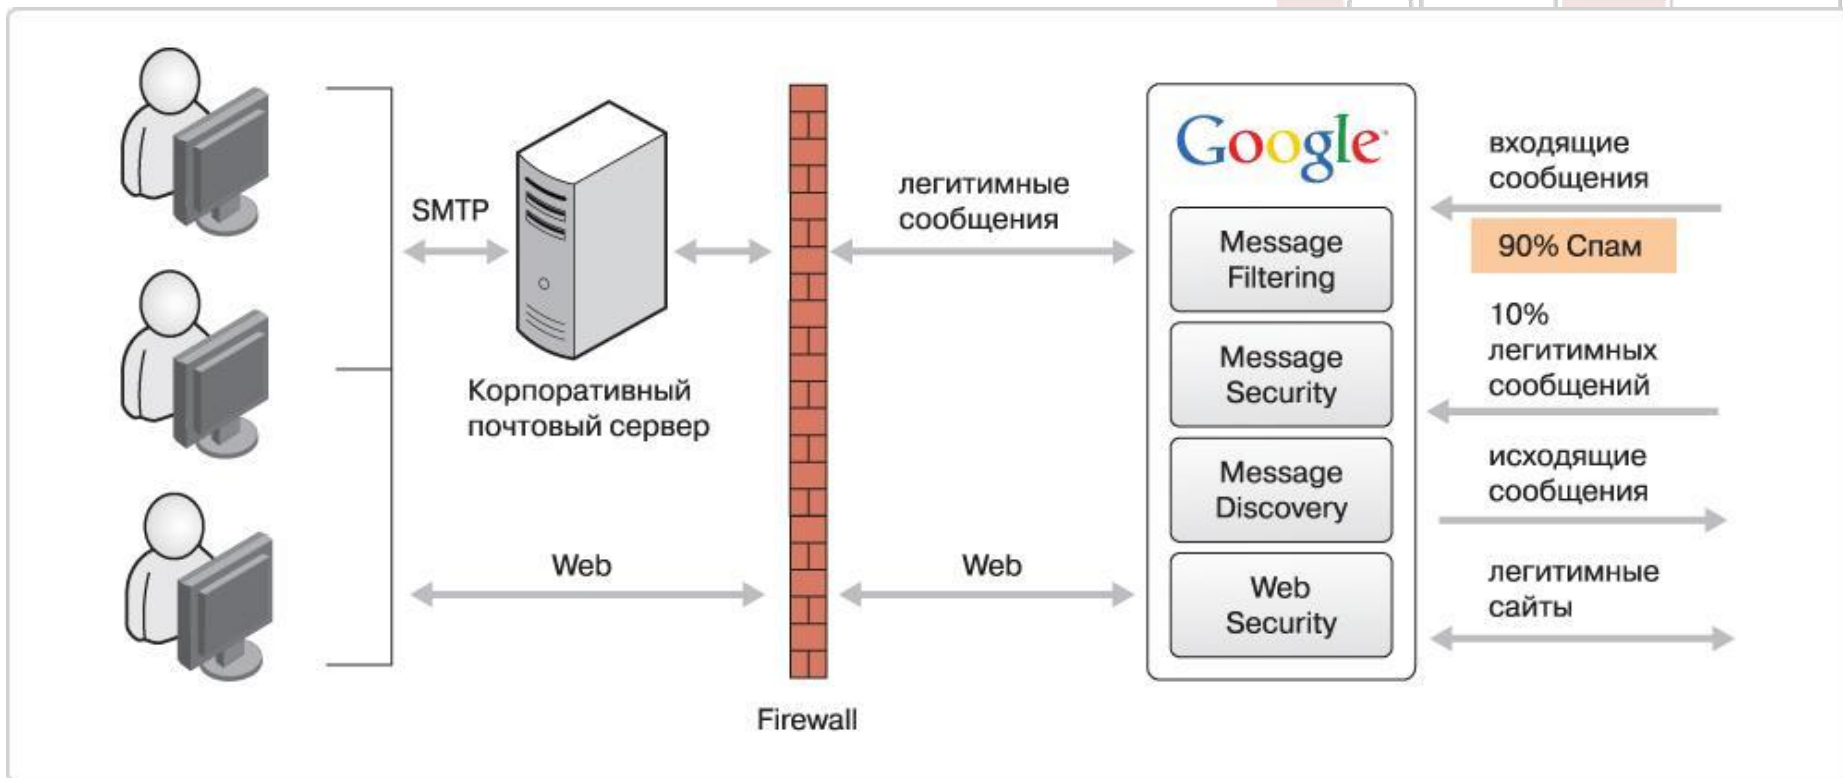 SMTP
Корпоративный
почтовый сервер
Web
Firewall
легитимные
сообщения
Web
Google
Message
Filtering
Message
Security
Message
Discovery
Web
Security
входящие
сообщения
90% Спам
10%
легитимных
сообщений
исходящие
сообщения
легитимные
сайты